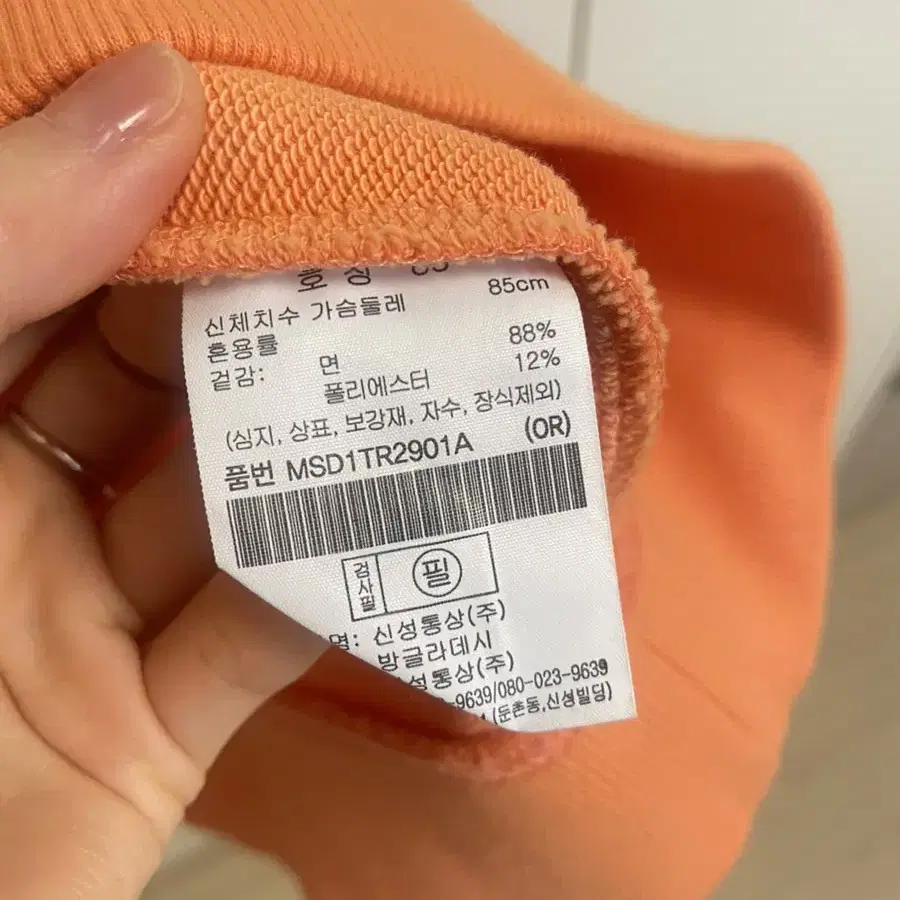 호칭 85
신체치수 가슴둘레 85cm
혼용률
겉감: 면 88%
폴리에스터 12%
(심지, 상표, 보강재, 자수, 장식제외)
품번 MSD1TR2901A (OR)
검사필 필
명: 신성통상(주)
방글라데시
성통상(주)
-9639/080-023-9639
(둔촌동,신성빌딩)